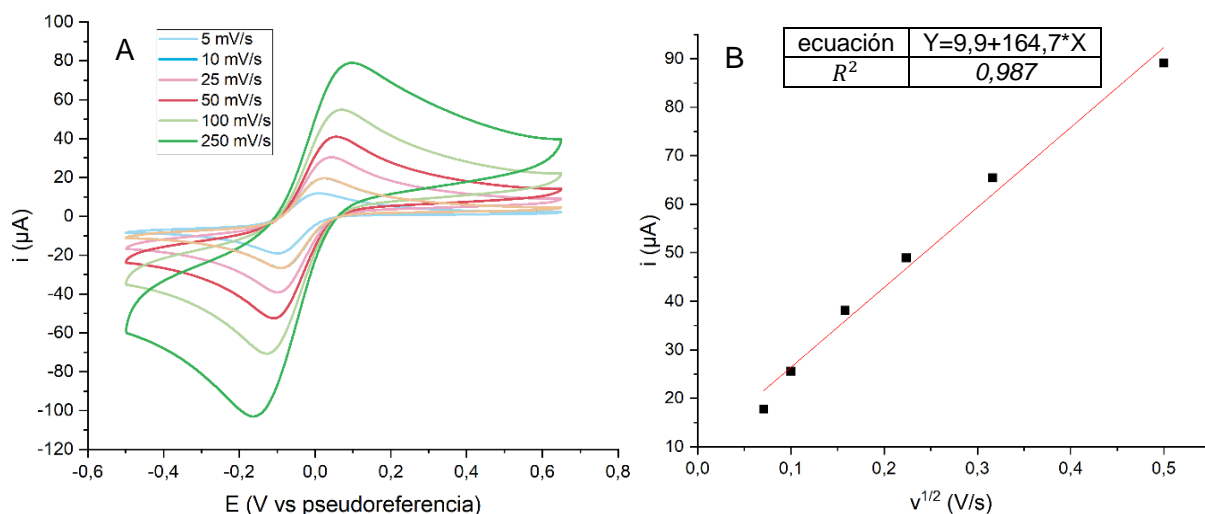 A
5 mV/s
10 mV/s
25 mV/s
50 mV/s
100 mV/s
250 mV/s
100
80
60
40
20
0
-20
-40
-60
-80
-100
-120
i (µA)
-0,6 -0,4 -0,2 0,0 0,2 0,4 0,6 0,8
E (V vs pseudoreferencia)
B
ecuación Y=9,9+164,7*X
R² 0,987
90
80
70
60
50
40
30
20
10
i (µA)
0,0 0,1 0,2 0,3 0,4 0,5
v^1/2 (V/s)